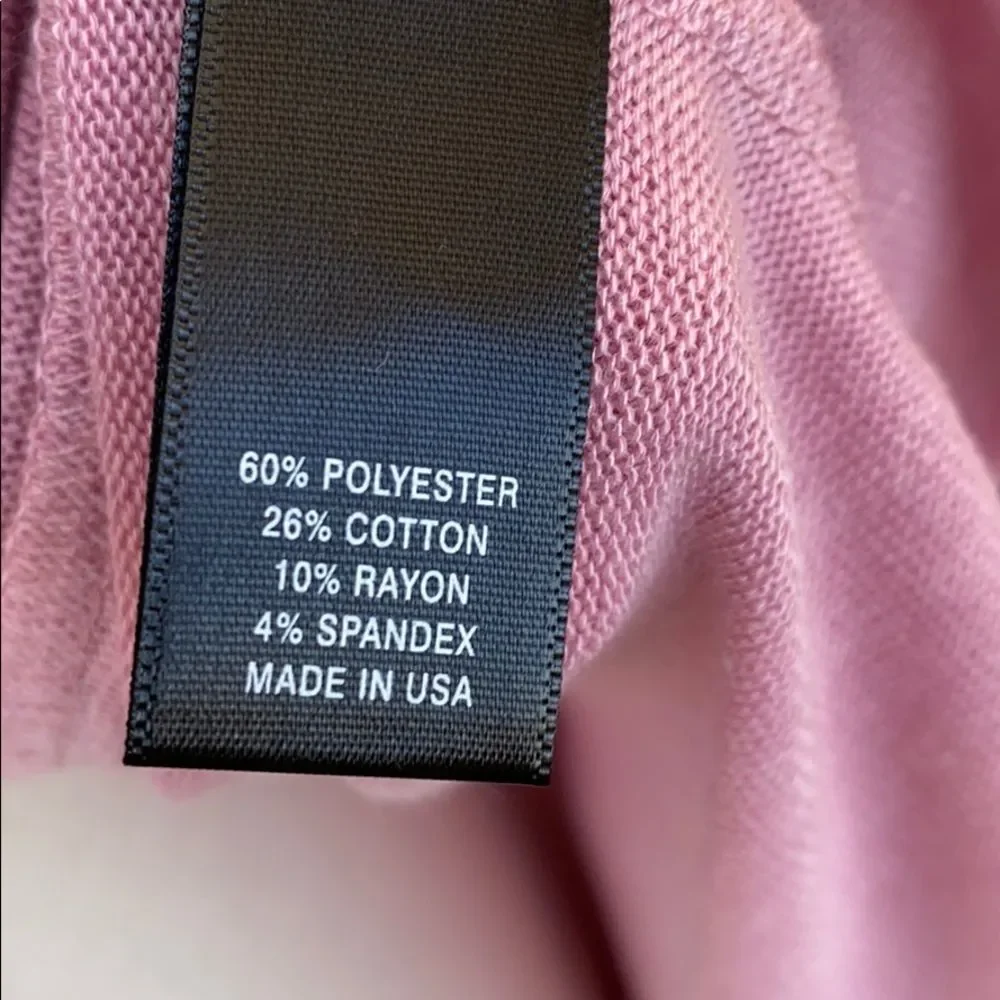 60% POLYESTER
26% COTTON
10% RAYON
4% SPANDEX
MADE IN USA